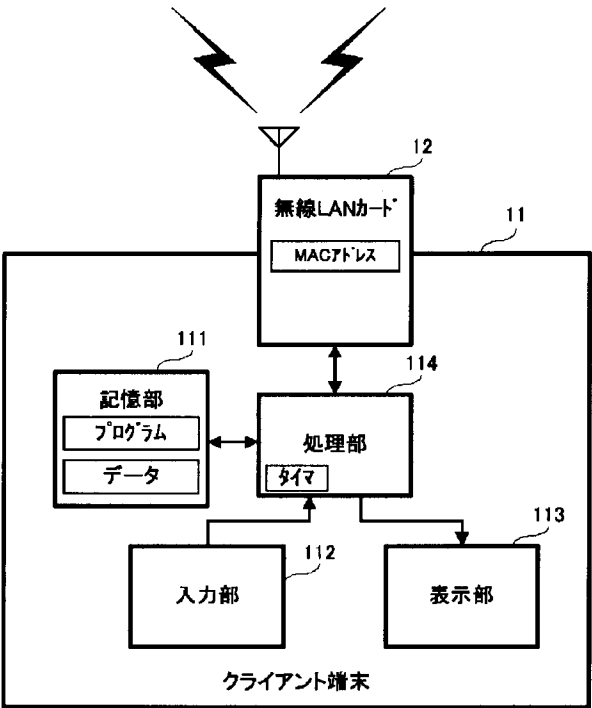 12
無線LANカード
11
MACアドレス
111
114
記憶部
プログラム
データ
処理部
タイマ
112
113
入力部
表示部
クライアント端末